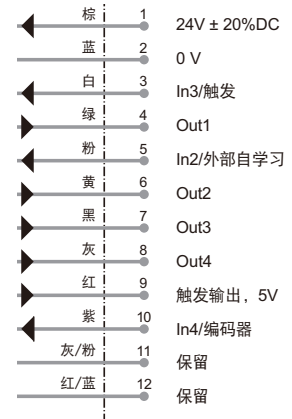 棕 1 24V ± 20%DC
蓝 2 0 V
白 3 In3/触发
绿 4 Out1
粉 5 In2/外部自学习
黄 6 Out2
黑 7 Out3
灰 8 Out4
红 9 触发输出，5V
紫 10 In4/编码器
灰/粉 11 保留
红/蓝 12 保留